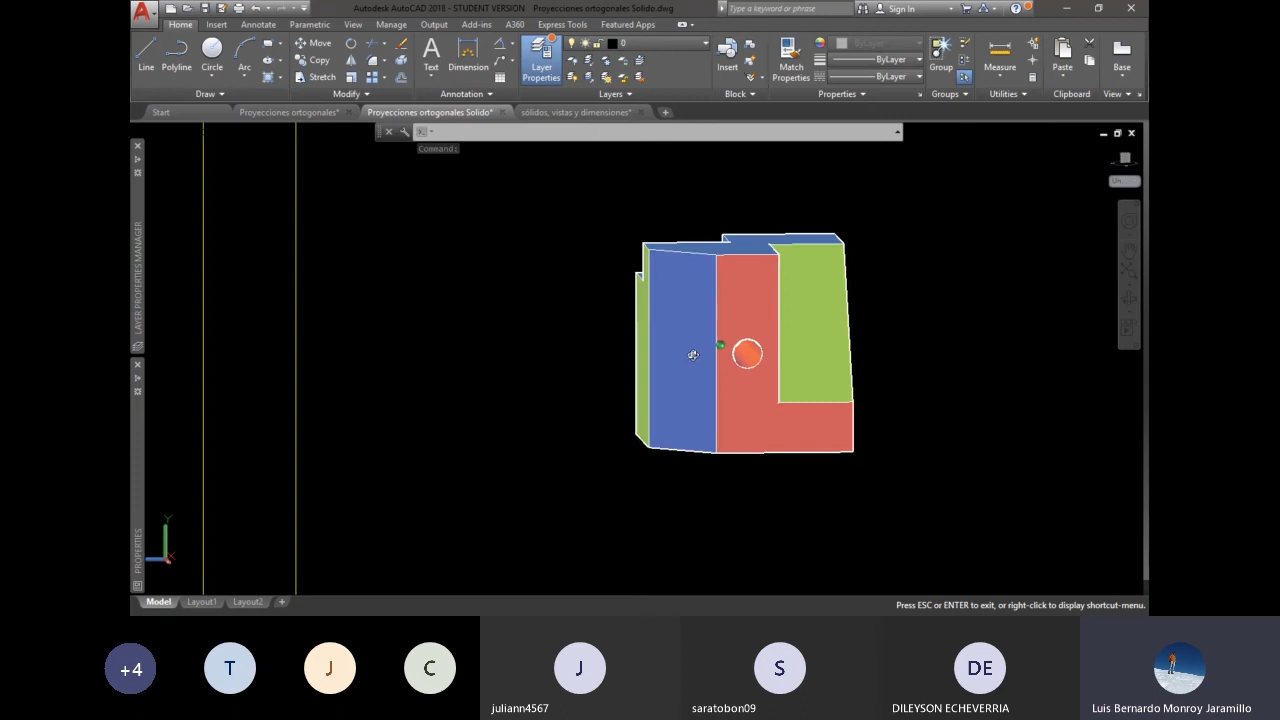 Autodesk AutoCAD 2018 - STUDENT VERSION Proyecciones ortogonales Solido.dwg
Type a keyword or phrase
Sign In
Home Insert Annotate Parametric View Manage Output Add-ins A360 Express Tools Featured Apps
Line Polyline Circle Arc
Move
Copy
Stretch
Text Dimension
Layer Properties
0
Insert
Match Properties
ByLayer
ByLayer
ByLayer
Group
Measure
Paste
Base
Draw Modify Annotation Layers Block Properties Groups Utilities Clipboard View
Start Proyecciones ortogonales* Proyecciones ortogonales Solido* sólidos, vistas y dimensiones*
Command:
Un...
LAYER PROPERTIES MANAGER
PROPERTIES
Y
X
Model Layout1 Layout2
Press ESC or ENTER to exit, or right-click to display shortcut-menu.
+4 T J C J S DE
juliann4567 saratobon09 DILEYSON ECHEVERRIA Luis Bernardo Monroy Jaramillo